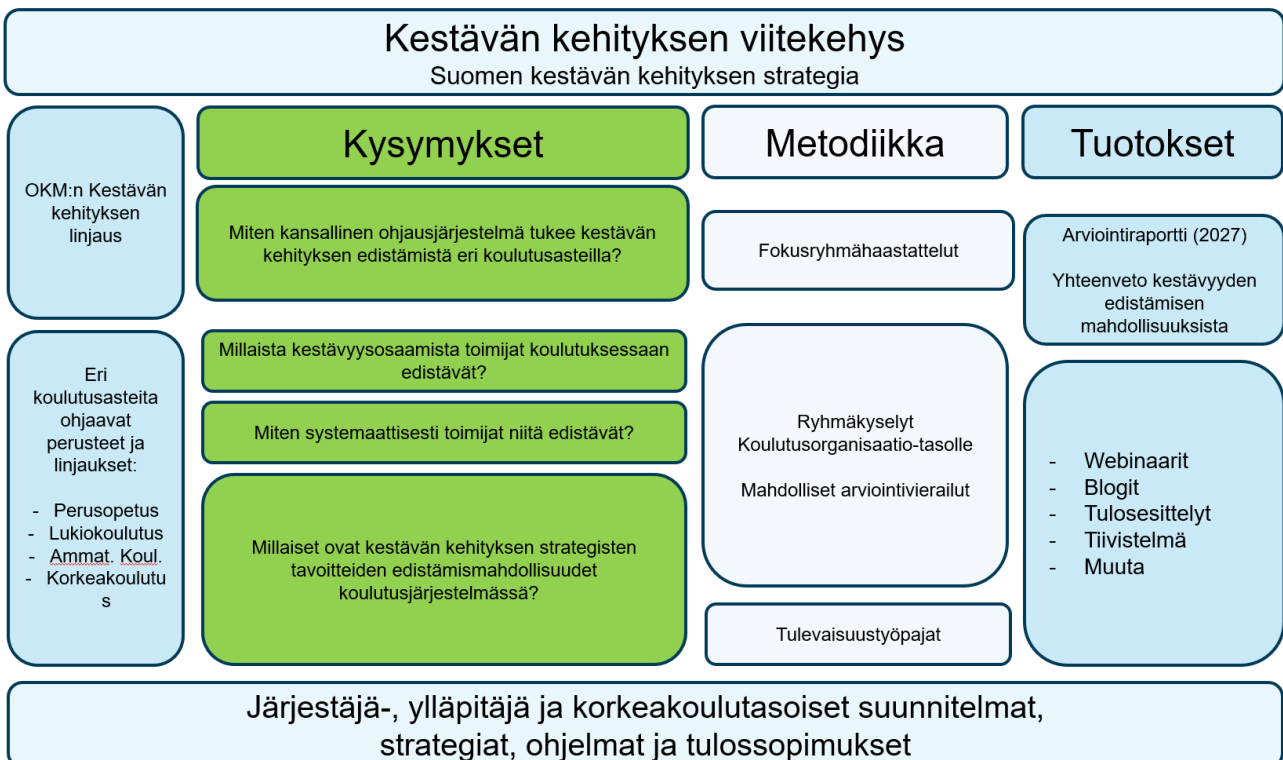 Kestävän kehityksen viitekehys
Suomen kestävän kehityksen strategia
OKM:n Kestävän
kehityksen
linjaus
Eri
koulutusasteita
ohjaavat
perusteet ja
linjaukset:
- Perusopetus
- Lukiokoulutus
- Ammat. Koul.
- Korkeakoulutu
s
Kysymykset
Miten kansallinen ohjausjärjestelmä tukee kestävän
kehityksen edistämistä eri koulutusasteilla?
Millaista kestävyysosaamista toimijat koulutuksessaan
edistävät?
Miten systemaattisesti toimijat niitä edistävät?
Millaiset ovat kestävän kehityksen strategisten
tavoitteiden edistämismahdollisuudet
koulutusjärjestelmässä?
Metodiikka
Fokusryhmähaastattelut
Ryhmäkyselyt
Koulutusorganisaatio-tasolle
Mahdolliset arviointivierailut
Tulevaisuustyöpajat
Tuotokset
Arviointiraportti (2027)
Yhteenveto kestävyyden
edistämisen
mahdollisuuksista
- Webinaarit
- Blogit
- Tulosesittelyt
- Tiivistelmä
- Muuta
Järjestäjä-, ylläpitäjä ja korkeakoulutasoiset suunnitelmat,
strategiat, ohjelmat ja tulossopimukset